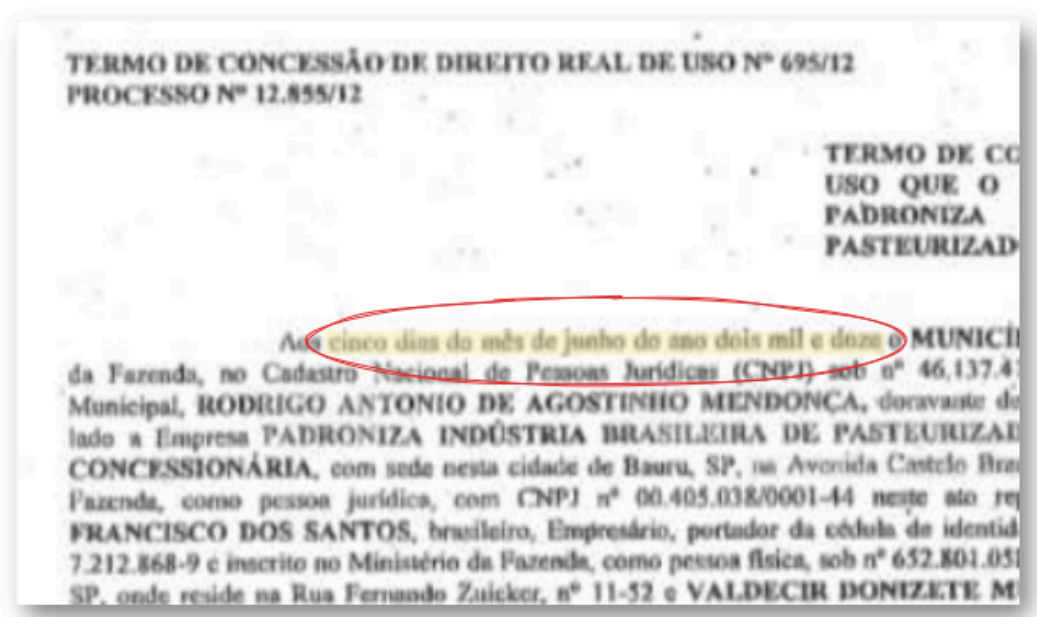 TERMO DE CONCESSÃO DE DIREITO REAL DE USO Nº 695/12
PROCESSO Nº 12.855/12
TERMO DE CO
USO QUE O
PADRONIZA
PASTEURIZAD
Aos cinco dias do mês de junho do ano dois mil e doze o MUNICÍ
da Fazenda, no Cadastro Nacional de Pessoas Jurídicas (CNPJ) sob nº 46.137.4
Municipal, RODRIGO ANTONIO DE AGOSTINHO MENDONÇA, doravante de
lado a Empresa PADRONIZA INDÚSTRIA BRASILEIRA DE PASTEURIZAD
CONCESSIONÁRIA, com sede nesta cidade de Bauru, SP, na Avenida Castelo Bra
Fazenda, como pessoa jurídica, com CNPJ nº 00.405.038/0001-44 neste ato rep
FRANCISCO DOS SANTOS, brasileiro, Empresário, portador da cédula de identid
7.212.868-9 e inscrito no Ministério da Fazenda, como pessoa física, sob nº 652.801.05
SP, onde reside na Rua Fernando Zuicker, nº 11-52 e VALDECIR DONIZETE M